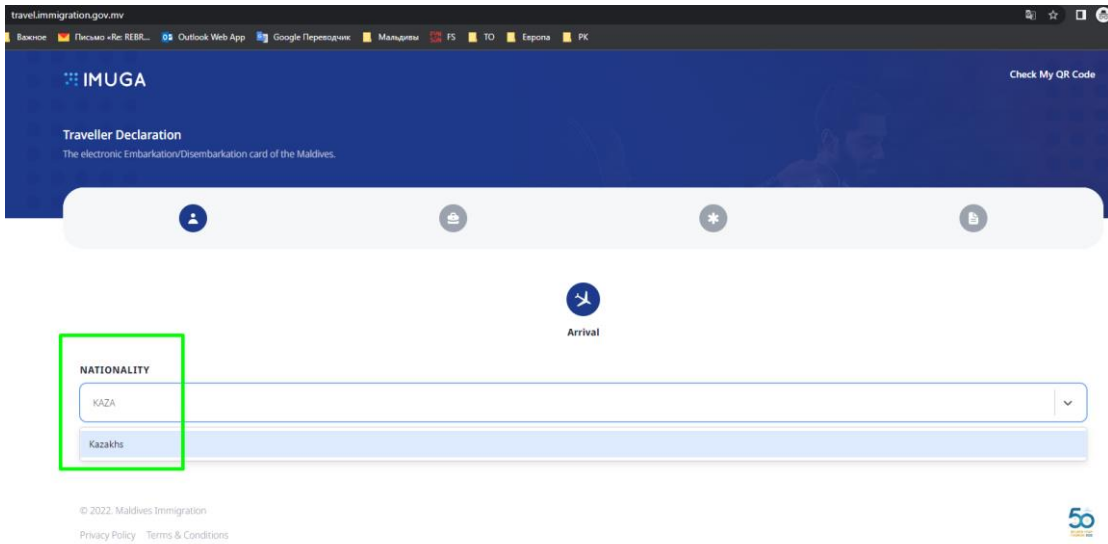 travel.immigration.gov.mv
Важное Письмо «Re: REBR... Outlook Web App Google Переводчик Мальдивы FS ТО Европа РК
IMUGA
Check My QR Code
Traveller Declaration
The electronic Embarkation/Disembarkation card of the Maldives.
Arrival
NATIONALITY
KAZA
Kazakhs
© 2022. Maldives Immigration
Privacy Policy Terms & Conditions
50